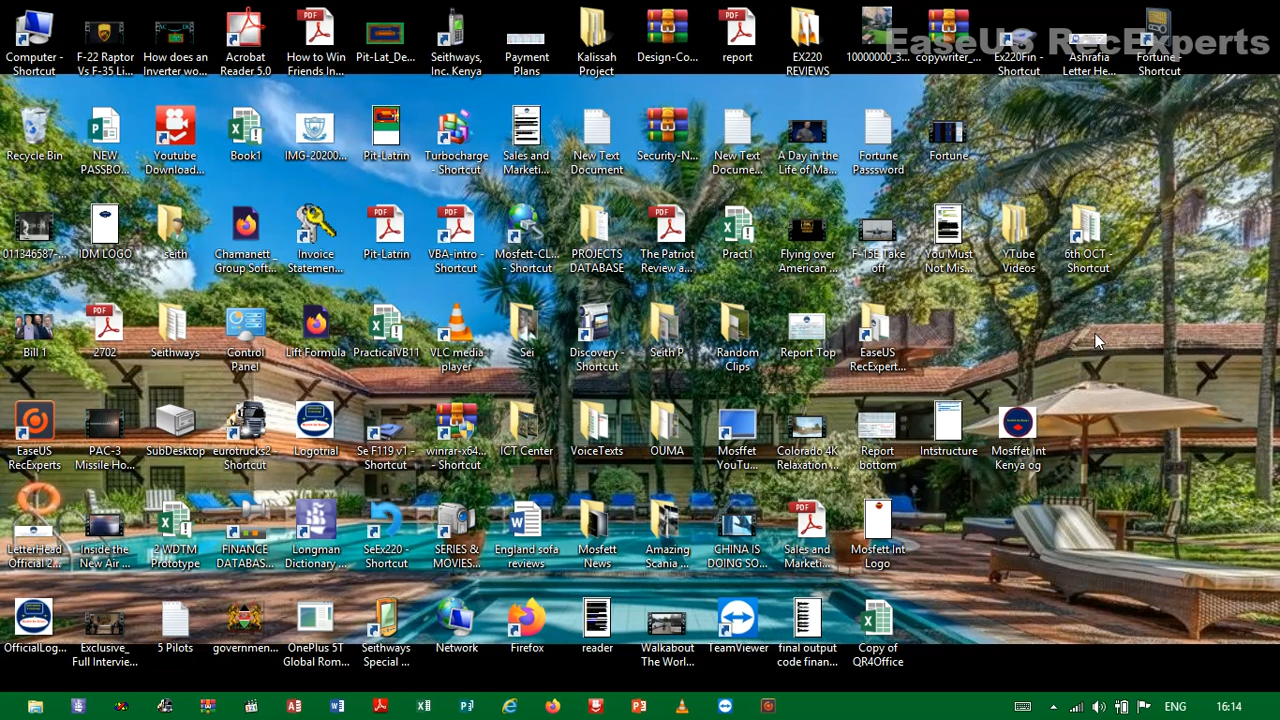 EaseUS RecExperts
Computer - Shortcut
F-22 Raptor Vs F-35 Li...
How does an Inverter wo...
Acrobat Reader 5.0
How to Win Friends In...
Pit-Lat_De...
Seithways, Inc. Kenya
Payment Plans
Kalissah Project
Design-Co...
report
EX220 REVIEWS
10000000_3...
copywriter_...
Ex220Fin - Shortcut
Ashrafia Letter He...
Fortune - Shortcut
Recycle Bin
NEW PASSBO...
Youtube Download...
Book1
IMG-20200...
Pit-Latrin
Turbocharge - Shortcut
Sales and Marketi...
New Text Document
Security-N...
New Text Docume...
A Day in the Life of Ma...
Fortune Passsword
Fortune
011346587-...
IDM LOGO
seith
Chamanett_Group Soft...
Invoice Statemen...
Pit-Latrin
VBA-intro - Shortcut
Mosfett-CL... - Shortcut
PROJECTS DATABASE
The Patriot Review a...
Pract1
Flying over American ...
F-15E Take off
You Must Not Mis...
YTube Videos
6th OCT - Shortcut
Bill 1
2702
Seithways
Control Panel
Lift Formula
PracticalVB11
VLC media player
Sei
Discovery - Shortcut
Seith P
Random Clips
Report Top
EaseUS RecExpert...
EaseUS RecExperts
PAC-3 Missile Ho...
SubDesktop
eurotrucks2 - Shortcut
Logotrial
Se F119 v1 - Shortcut
winrar-x64... - Shortcut
ICT Center
VoiceTexts
OUMA
Mosffet YouTu...
Colorado 4K Relaxation ...
Report bottom
Intstructure
Mosffet Int Kenya og
LetterHead Official 2...
Inside the New Air ...
2 WDTM Prototype
FINANCE DATABAS...
Longman Dictionary ...
SeEx220 - Shortcut
SERIES & MOVIES...
England sofa reviews
Mosfett News
Amazing Scania ...
CHINA IS DOING SO...
Sales and Marketi...
Mosfett Int Logo
OfficialLog...
Exclusive_ Full Intervie...
5 Pilots
governmen...
OnePlus 5T Global Rom...
Seithways Special ...
Network
Firefox
reader
Walkabout The Worl...
TeamViewer
final output code finan...
Copy of QR4Office
ENG
16:14